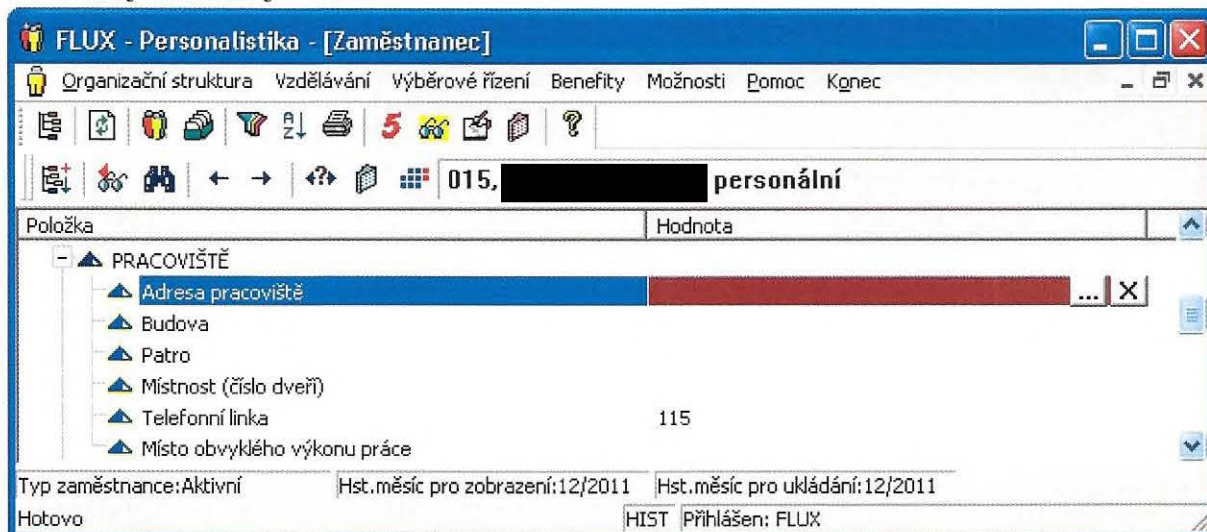 FLUX - Personalistika - [Zaměstnanec]
Organizační struktura Vzdělávání Výběrové řízení Benefity Možnosti Pomoc Konec
5
015, personální
Položka Hodnota
PRACOVIŠTĚ
Adresa pracoviště ...
Budova
Patro
Místnost (číslo dveří)
Telefonní linka 115
Místo obvyklého výkonu práce
Typ zaměstnance:Aktivní Hst.měsíc pro zobrazení:12/2011 Hst.měsíc pro ukládání:12/2011
Hotovo HIST Přihlášen: FLUX